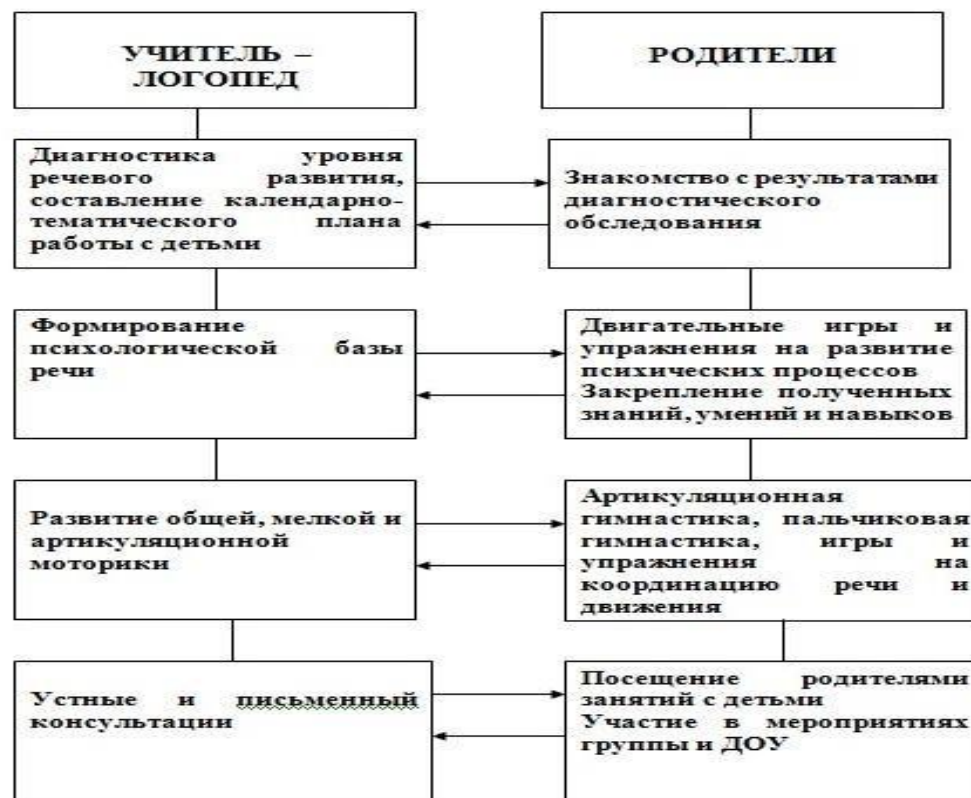 УЧИТЕЛЬ –
ЛОГОПЕД
РОДИТЕЛИ
Диагностика уровня
речевого развития,
составление календарно-
тематического плана
работы с детьми
Знакомство с результатами
диагностического
обследования
Формирование
психологической базы
речи
Двигательные игры и
упражнения на развитие
психических процессов
Закрепление полученных
знаний, умений и навыков
Развитие общей, мелкой и
артикуляционной
моторики
Артикуляционная
гимнастика, пальчиковая
гимнастика, игры и
упражнения на
координацию речи и
движения
Устные и письменный
консультации
Посещение родителями
занятий с детьми
Участие в мероприятиях
группы и ДОУ